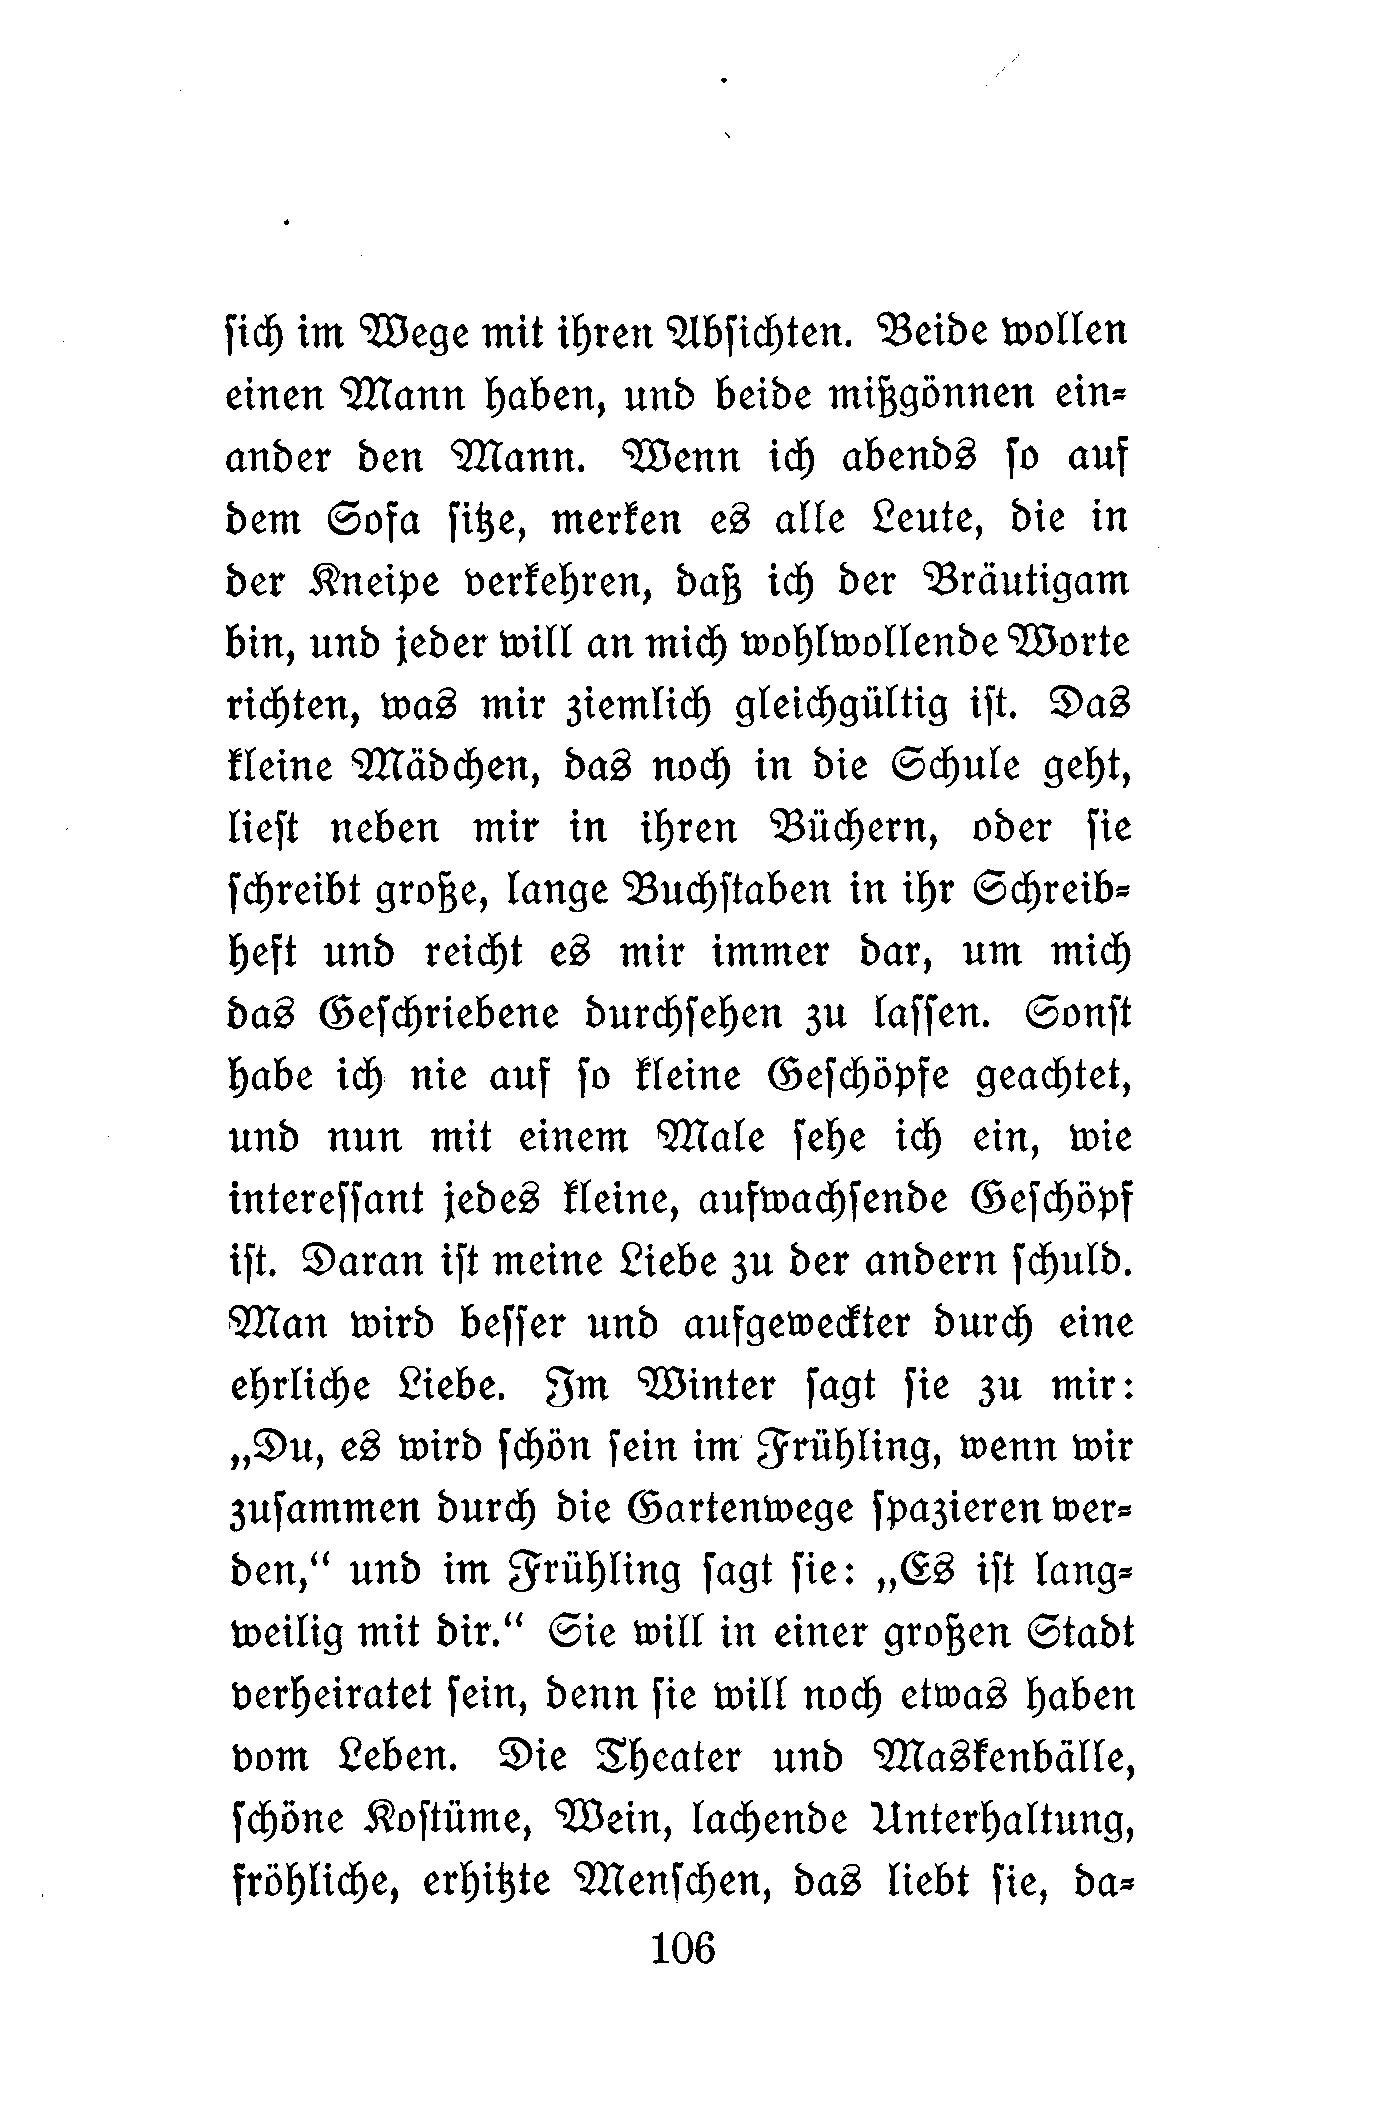 sich im Wege mit ihren Absichten. Beide wollen
einen Mann haben, und beide mißgönnen ein-
ander den Mann. Wenn ich abends so auf
dem Sofa sitze, merken es alle Leute, die in
der Kneipe verkehren, daß ich der Bräutigam
bin, und jeder will an mich wohlwollende Worte
richten, was mir ziemlich gleichgültig ist. Das
kleine Mädchen, das noch in die Schule geht,
liest neben mir in ihren Büchern, oder sie
schreibt große, lange Buchstaben in ihr Schreib-
heft und reicht es mir immer dar, um mich
das Geschriebene durchsehen zu lassen. Sonst
habe ich nie auf so kleine Geschöpfe geachtet,
und nun mit einem Male sehe ich ein, wie
interessant jedes kleine, aufwachsende Geschöpf
ist. Daran ist meine Liebe zu der andern schuld.
Man wird besser und aufgeweckter durch eine
ehrliche Liebe. Im Winter sagt sie zu mir:
„Du, es wird schön sein im Frühling, wenn wir
zusammen durch die Gartenwege spazieren wer-
den,“ und im Frühling sagt sie: „Es ist lang-
weilig mit dir.“ Sie will in einer großen Stadt
verheiratet sein, denn sie will noch etwas haben
vom Leben. Die Theater und Maskenbälle,
schöne Kostüme, Wein, lachende Unterhaltung,
fröhliche, erhitzte Menschen, das liebt sie, da-
106